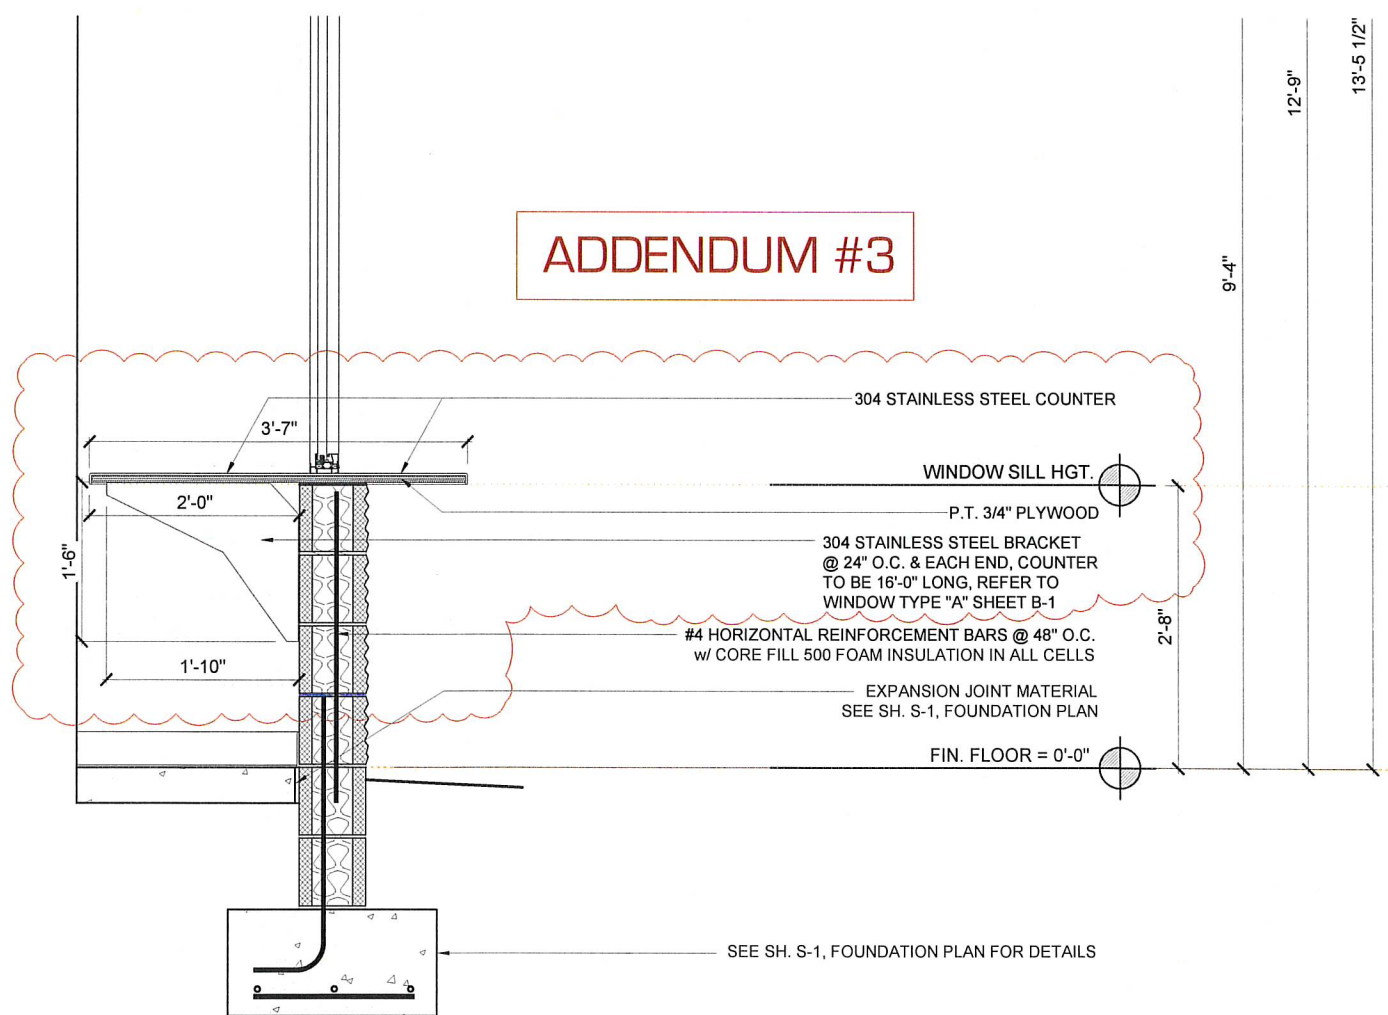 13'-5 1/2"
12'-9"
9'-4"
ADDENDUM #3
304 STAINLESS STEEL COUNTER
3'-7"
WINDOW SILL HGT.
2'-0"
P.T. 3/4" PLYWOOD
304 STAINLESS STEEL BRACKET
@ 24" O.C. & EACH END, COUNTER
TO BE 16'-0" LONG, REFER TO
WINDOW TYPE "A" SHEET B-1
1'-6"
2'-8"
#4 HORIZONTAL REINFORCEMENT BARS @ 48" O.C.
w/ CORE FILL 500 FOAM INSULATION IN ALL CELLS
1'-10"
EXPANSION JOINT MATERIAL
SEE SH. S-1, FOUNDATION PLAN
FIN. FLOOR = 0'-0"
SEE SH. S-1, FOUNDATION PLAN FOR DETAILS